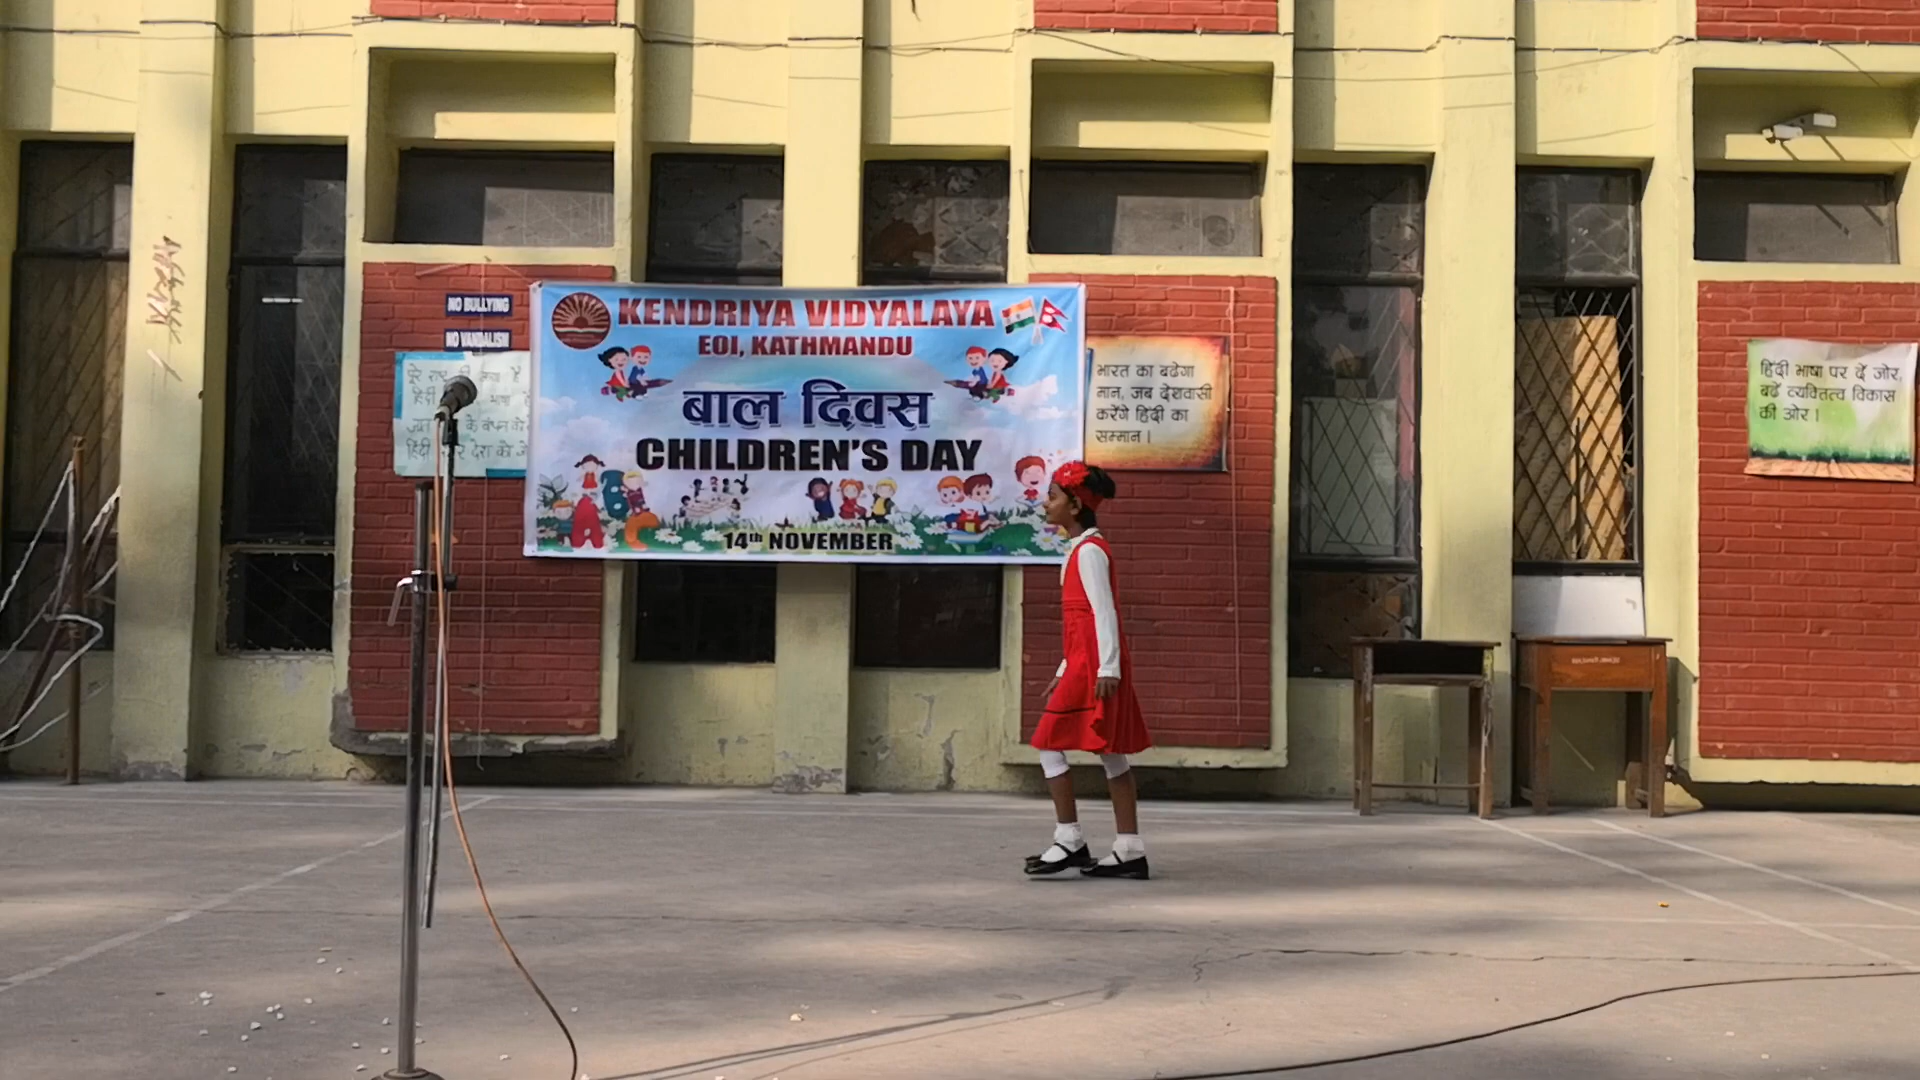 NO BULLYING
NO VANDALISM
KENDRIYA VIDYALAYA
EOI, KATHMANDU
बाल दिवस
CHILDREN'S DAY
14th NOVEMBER
भारत का बढेगा
मान, जब देशवासी
करेंगे हिंदी का
सम्मान।
हिंदी भाषा पर दें जोर,
बढें व्यक्तित्व विकास
की ओर।